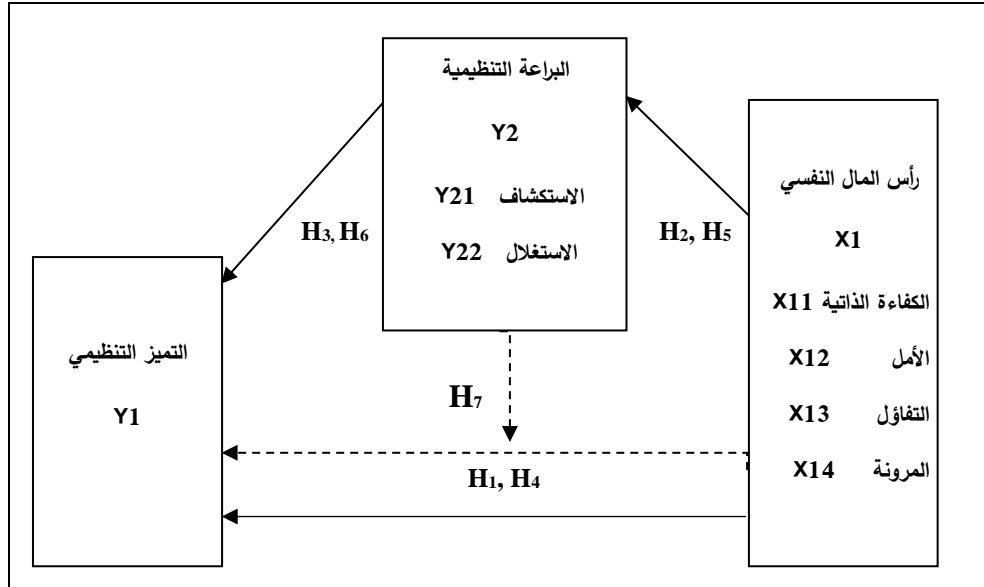 البراعة التنظيمية
Y2
الاستكشاف Y21
الاستغلال Y22
رأس المال النفسي
X1
الكفاءة الذاتية X11
الأمل X12
التفاؤل X13
المرونة X14
التميز التنظيمي
Y1
H2, H5
H3, H6
H7
H1, H4